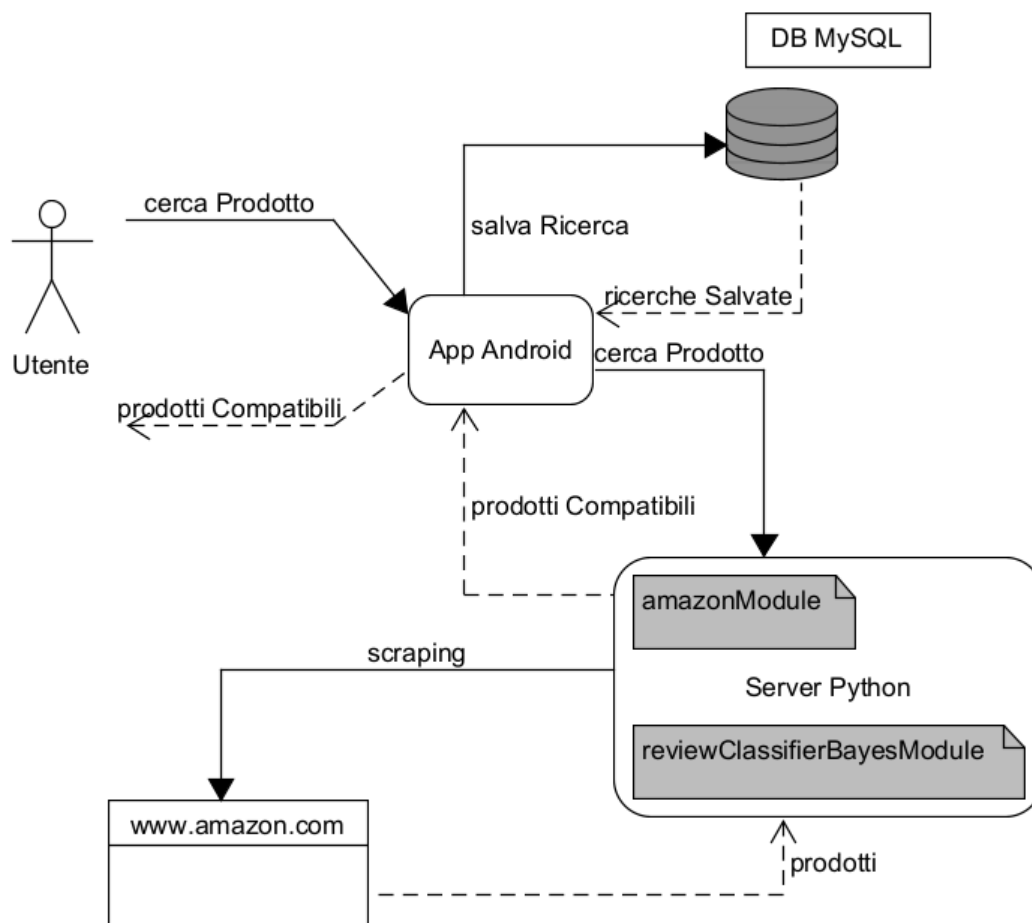 DB MySQL
cerca Prodotto
salva Ricerca
ricerche Salvate
Utente
App Android
cerca Prodotto
prodotti Compatibili
prodotti Compatibili
amazonModule
scraping
Server Python
reviewClassifierBayesModule
www.amazon.com
prodotti